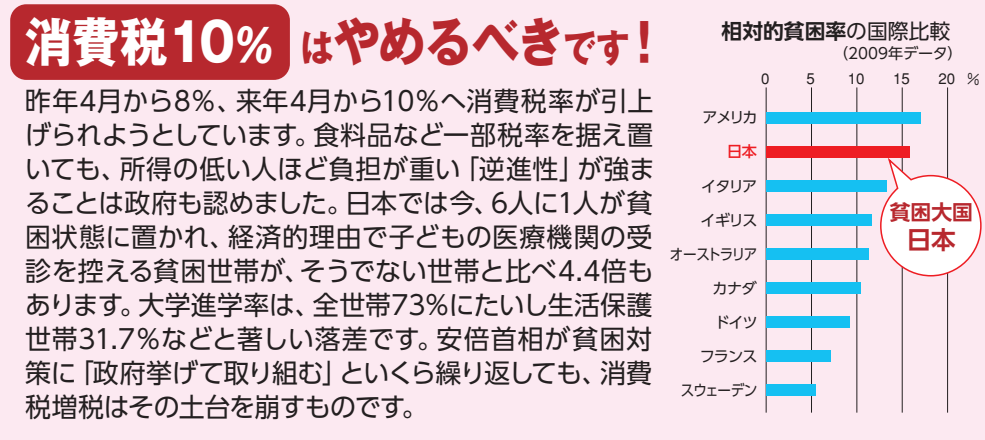 消費税10%はやめるべきです!
昨年4月から8%、来年4月から10%へ消費税率が引上
げられようとしています。食料品など一部税率を据え置
いても、所得の低い人ほど負担が重い「逆進性」が強ま
ることは政府も認めました。日本では今、6人に1人が貧
困状態に置かれ、経済的理由で子どもの医療機関の受
診を控える貧困世帯が、そうでない世帯と比べ4.4倍も
あります。大学進学率は、全世帯73%にたいし生活保護
世帯31.7%などと著しい落差です。安倍首相が貧困対
策に「政府挙げて取り組む」といくら繰り返しても、消費
税増税はその土台を崩すものです。
相対的貧困率の国際比較
(2009年データ)
0 5 10 15 20 %
アメリカ
日本
イタリア
イギリス
オーストラリア
カナダ
ドイツ
フランス
スウェーデン
貧困大国
日本